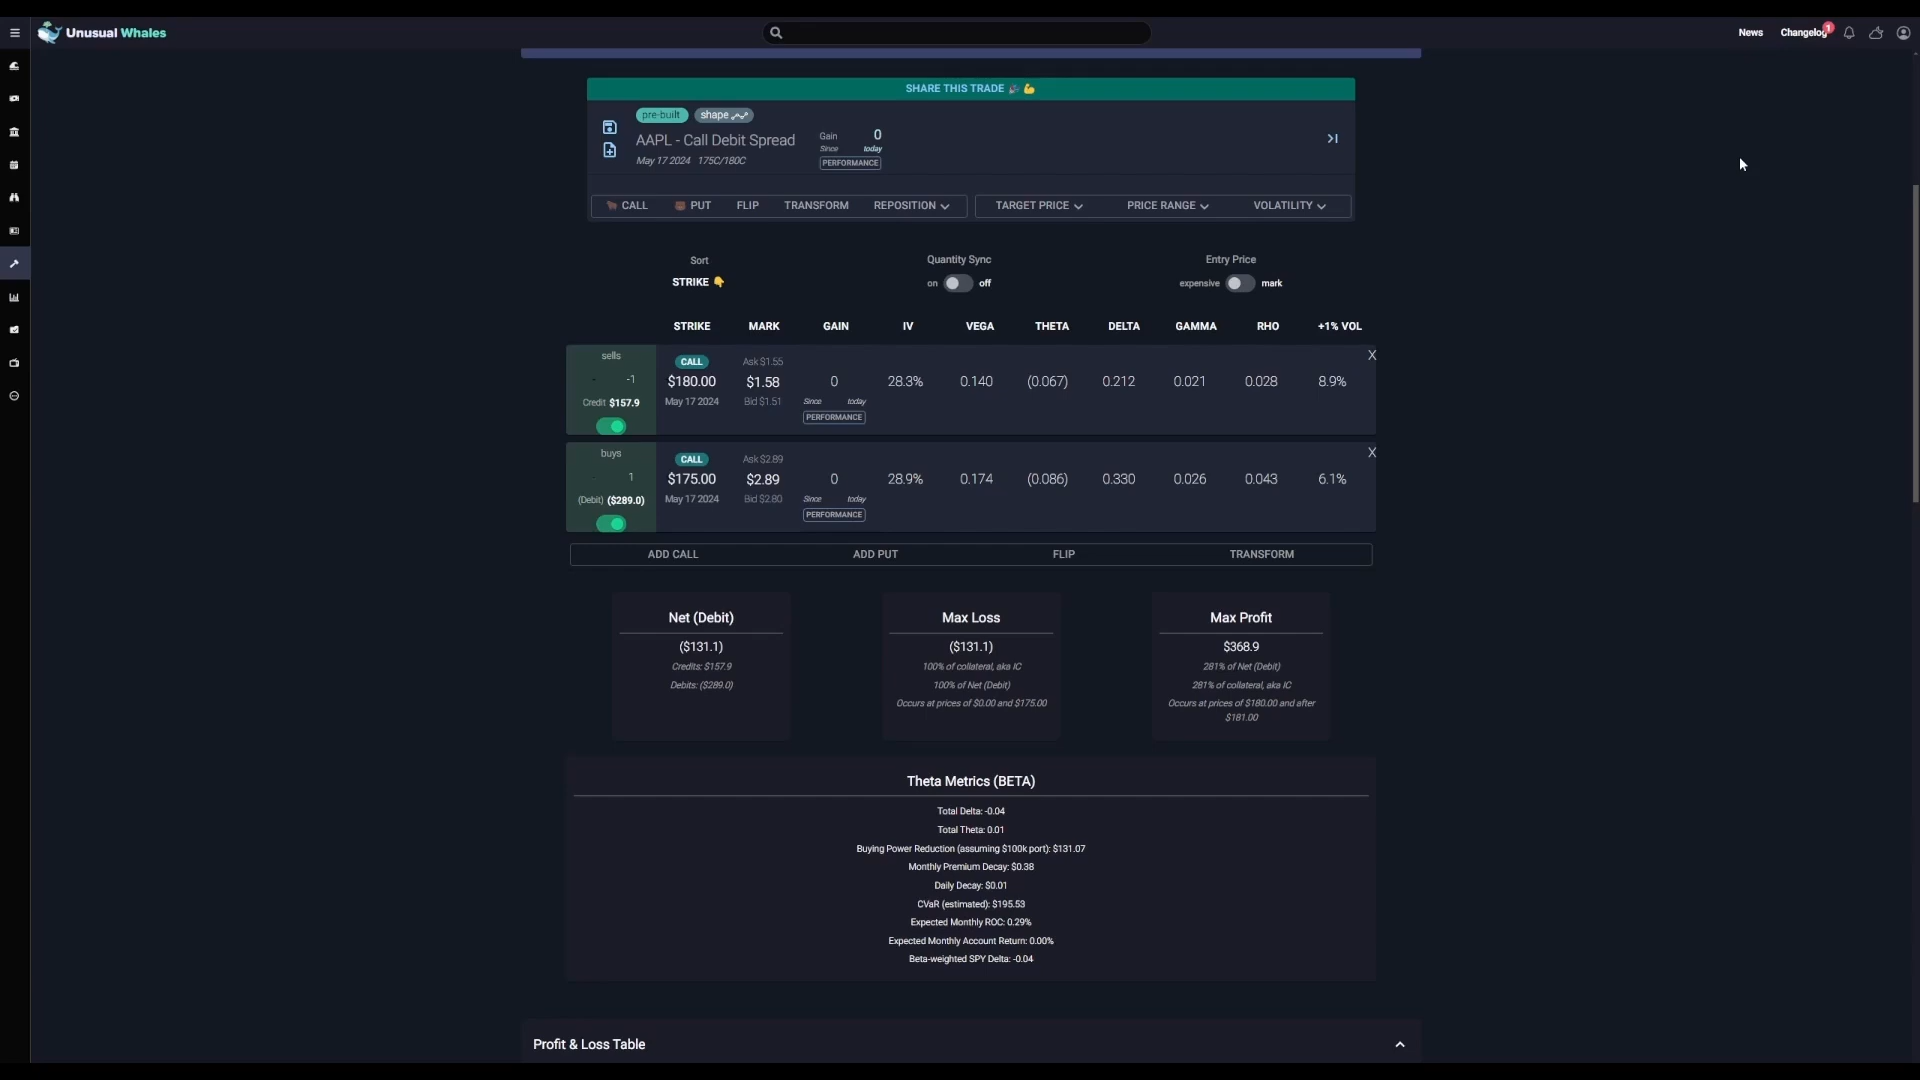 Unusual Whales
News
Changelog
1
SHARE THIS TRADE 🎉 💪
pre-built
shape
AAPL - Call Debit Spread
May 17 2024 175C/180C
Gain 0
Since today
PERFORMANCE
CALL
PUT
FLIP
TRANSFORM
REPOSITION
TARGET PRICE
PRICE RANGE
VOLATILITY
Sort
STRIKE 👇
Quantity Sync
on off
Entry Price
expensive mark
STRIKE MARK GAIN IV VEGA THETA DELTA GAMMA RHO +1% VOL
sells
- -1
Credit $157.9
CALL
$180.00
May 17 2024
Ask $1.55
$1.58
Bid $1.51
0
Since today
PERFORMANCE
28.3% 0.140 (0.067) 0.212 0.021 0.028 8.9%
X
buys
1
(Debit) ($289.0)
CALL
$175.00
May 17 2024
Ask $2.89
$2.89
Bid $2.80
0
Since today
PERFORMANCE
28.9% 0.174 (0.086) 0.330 0.026 0.043 6.1%
X
ADD CALL ADD PUT FLIP TRANSFORM
Net (Debit)
($131.1)
Credits: $157.9
Debits: ($289.0)
Max Loss
($131.1)
100% of collateral, aka IC
100% of Net (Debit)
Occurs at prices of $0.00 and $175.00
Max Profit
$368.9
281% of Net (Debit)
281% of collateral, aka IC
Occurs at prices of $180.00 and after
$181.00
Theta Metrics (BETA)
Total Delta: -0.04
Total Theta: 0.01
Buying Power Reduction (assuming $100k port): $131.07
Monthly Premium Decay: $0.38
Daily Decay: $0.01
CVaR (estimated): $195.53
Expected Monthly ROC: 0.29%
Expected Monthly Account Return: 0.00%
Beta-weighted SPY Delta: -0.04
Profit & Loss Table